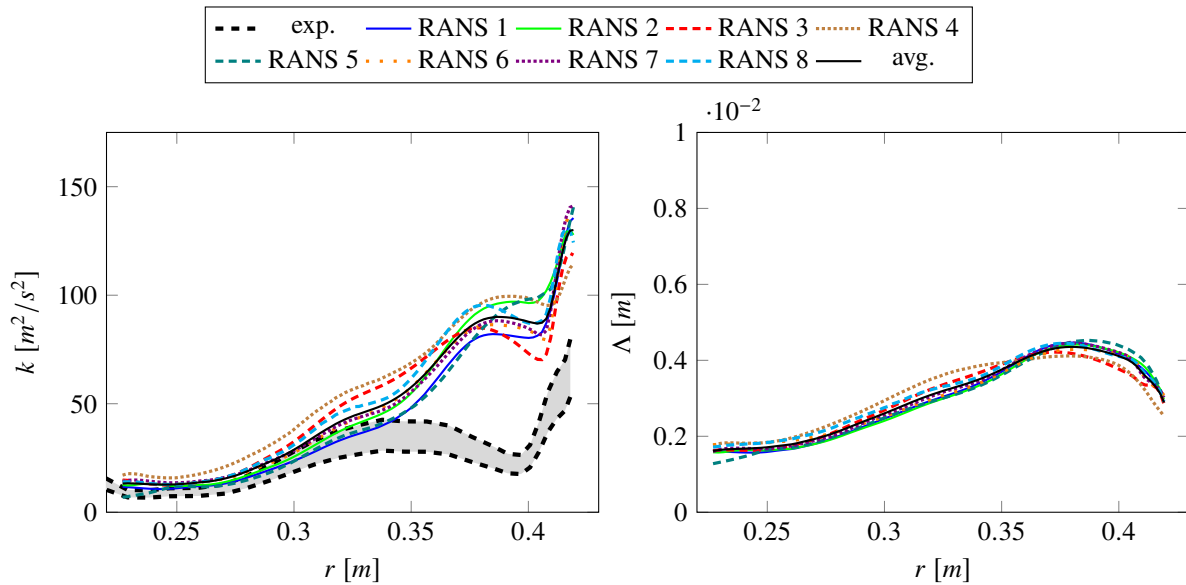 exp. RANS 1 RANS 2 RANS 3 RANS 4
RANS 5 RANS 6 RANS 7 RANS 8 avg.
0.25 0.3 0.35 0.4
0
50
100
150
r [m]
k [m²/s²]
0.25 0.3 0.35 0.4
0
0.2
0.4
0.6
0.8
1
·10⁻²
r [m]
Λ [m]